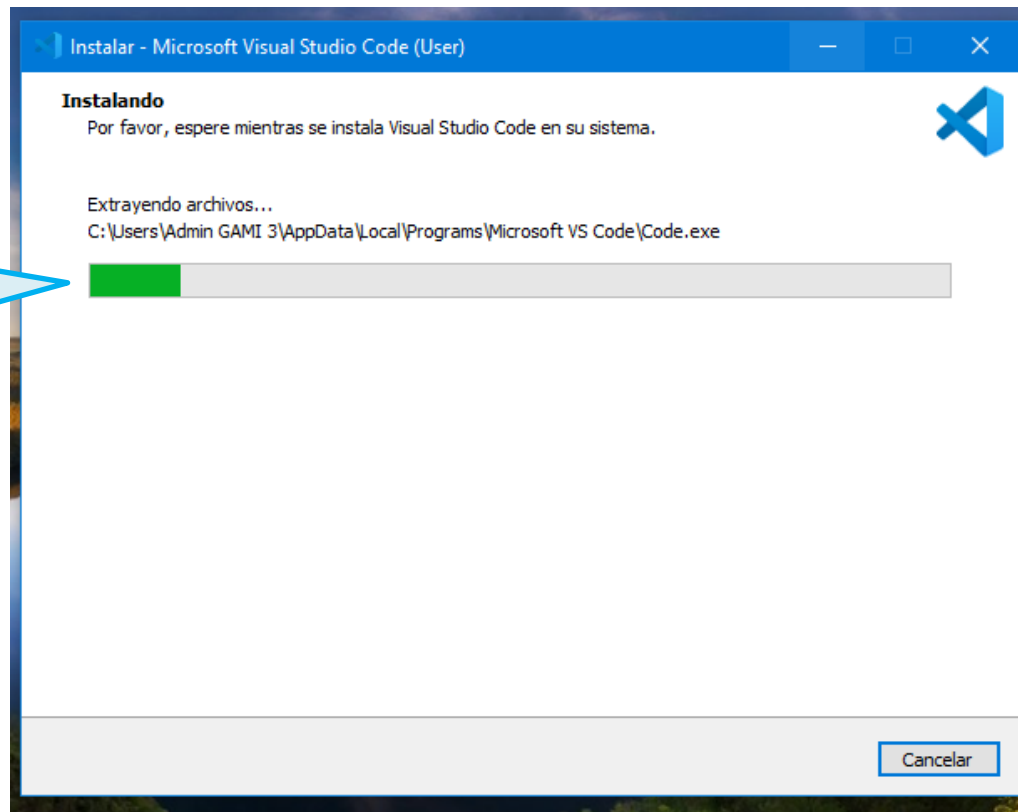 Instalar - Microsoft Visual Studio Code (User)
Instalando
Por favor, espere mientras se instala Visual Studio Code en su sistema.
Extrayendo archivos...
C:\Users\Admin GAMI 3\AppData\Local\Programs\Microsoft VS Code\Code.exe
Cancelar